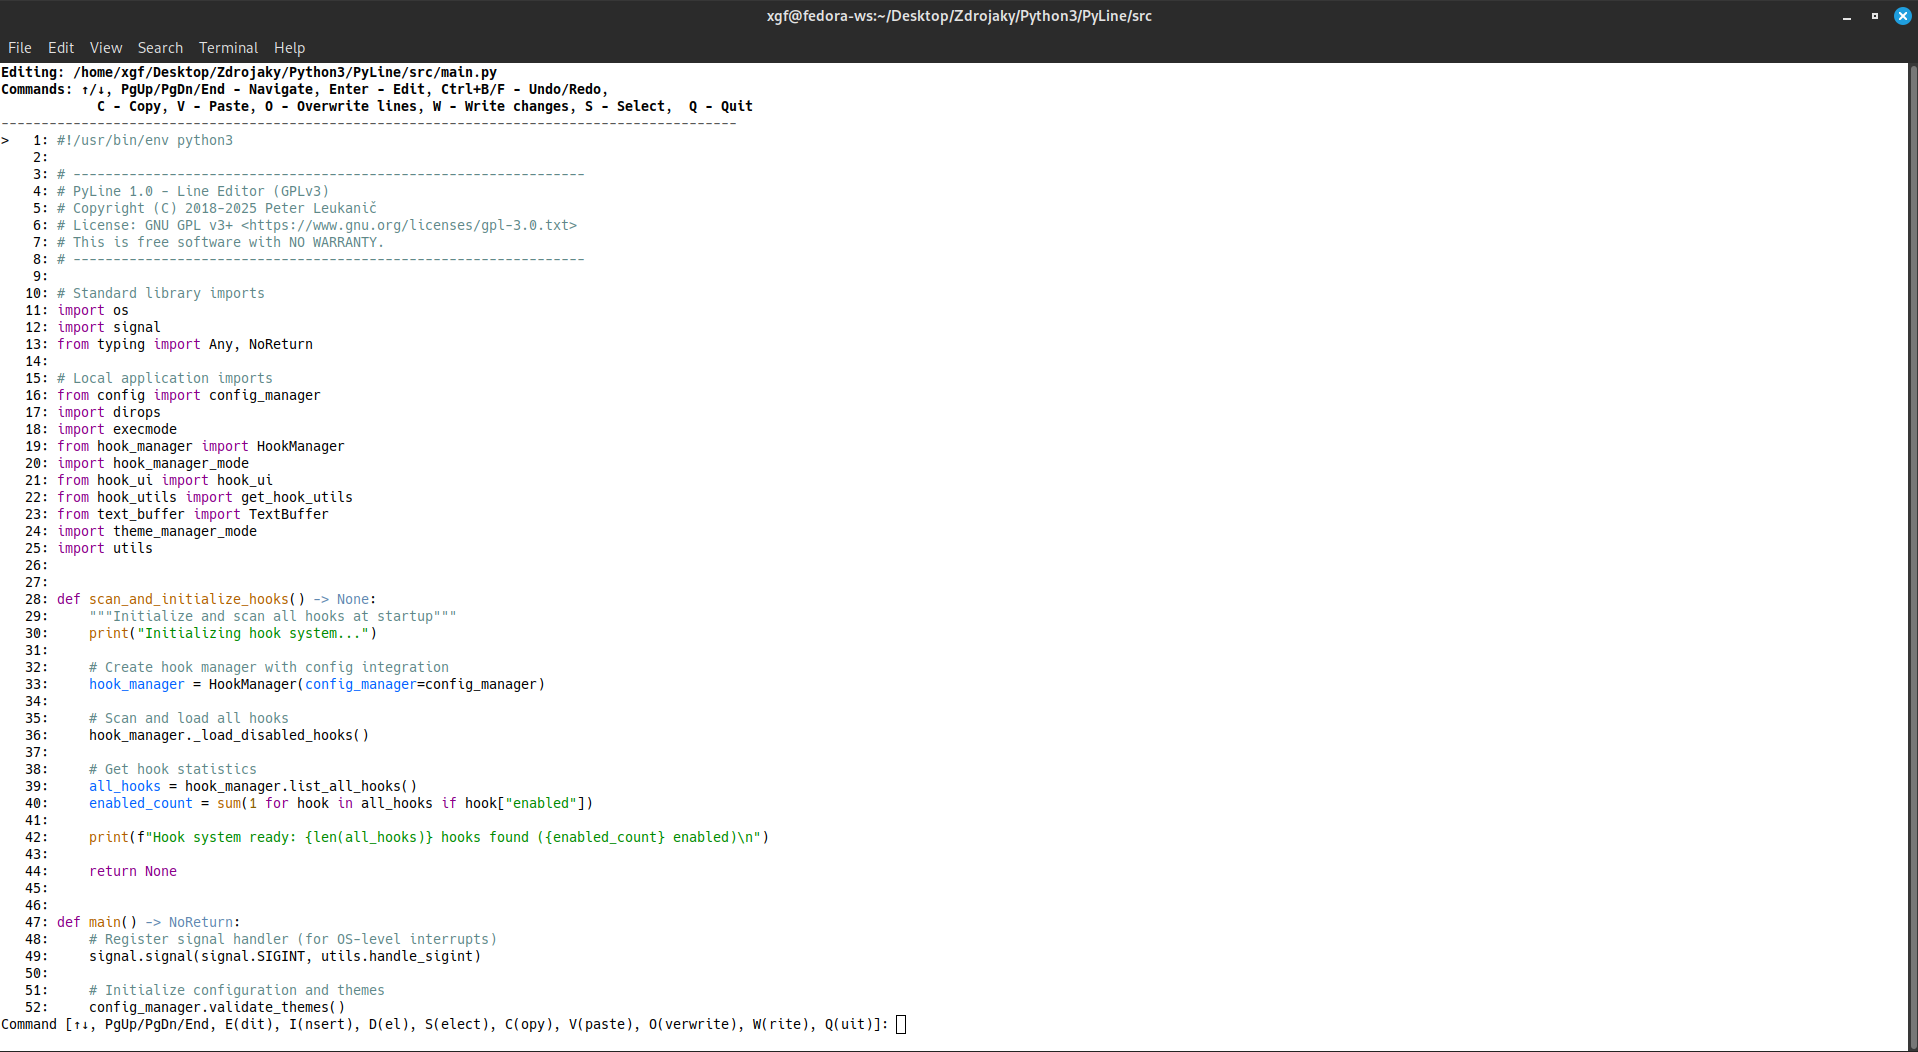 xgf@fedora-ws:~/Desktop/Zdrojaky/Python3/PyLine/src
File Edit View Search Terminal Help
Editing: /home/xgf/Desktop/Zdrojaky/Python3/PyLine/src/main.py
Commands: ↑/↓, PgUp/PgDn/End - Navigate, Enter - Edit, Ctrl+B/F - Undo/Redo,
            C - Copy, V - Paste, O - Overwrite lines, W - Write changes, S - Select,  Q - Quit
--------------------------------------------------------------------------------------------
>   1: #!/usr/bin/env python3
    2:
    3: # ----------------------------------------------------------------
    4: # PyLine 1.0 - Line Editor (GPLv3)
    5: # Copyright (C) 2018-2025 Peter Leukanič
    6: # License: GNU GPL v3+ <https://www.gnu.org/licenses/gpl-3.0.txt>
    7: # This is free software with NO WARRANTY.
    8: # ----------------------------------------------------------------
    9:
   10: # Standard library imports
   11: import os
   12: import signal
   13: from typing import Any, NoReturn
   14:
   15: # Local application imports
   16: from config import config_manager
   17: import dirops
   18: import execmode
   19: from hook_manager import HookManager
   20: import hook_manager_mode
   21: from hook_ui import hook_ui
   22: from hook_utils import get_hook_utils
   23: from text_buffer import TextBuffer
   24: import theme_manager_mode
   25: import utils
   26:
   27:
   28: def scan_and_initialize_hooks() -> None:
   29:     """Initialize and scan all hooks at startup"""
   30:     print("Initializing hook system...")
   31:
   32:     # Create hook manager with config integration
   33:     hook_manager = HookManager(config_manager=config_manager)
   34:
   35:     # Scan and load all hooks
   36:     hook_manager._load_disabled_hooks()
   37:
   38:     # Get hook statistics
   39:     all_hooks = hook_manager.list_all_hooks()
   40:     enabled_count = sum(1 for hook in all_hooks if hook["enabled"])
   41:
   42:     print(f"Hook system ready: {len(all_hooks)} hooks found ({enabled_count} enabled)\n")
   43:
   44:     return None
   45:
   46:
   47: def main() -> NoReturn:
   48:     # Register signal handler (for OS-level interrupts)
   49:     signal.signal(signal.SIGINT, utils.handle_sigint)
   50:
   51:     # Initialize configuration and themes
   52:     config_manager.validate_themes()
Command [↑↓, PgUp/PgDn/End, E(dit), I(nsert), D(el), S(elect), C(opy), V(paste), O(verwrite), W(rite), Q(uit)]: